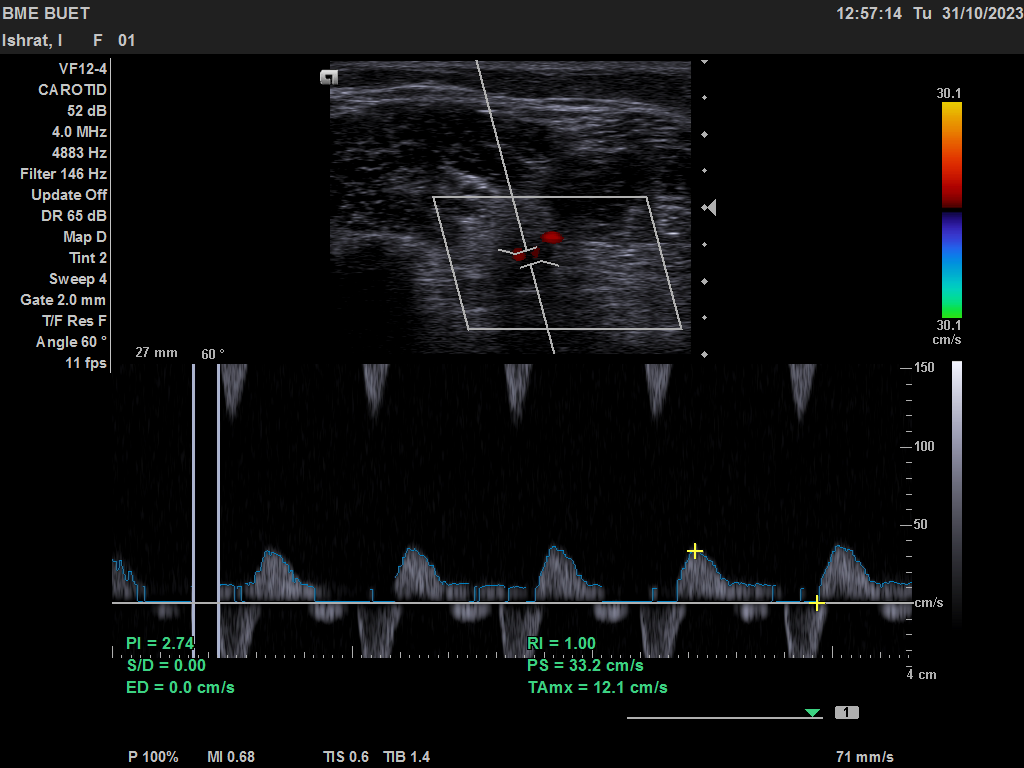 BME BUET 12:57:14 Tu 31/10/2023
Ishrat, I F 01
VF12-4
CAROTID
52 dB
4.0 MHz
4883 Hz
Filter 146 Hz
Update Off
DR 65 dB
Map D
Tint 2
Sweep 4
Gate 2.0 mm
T/F Res F
Angle 60 °
11 fps
30.1
30.1
cm/s
27 mm 60 °
150
100
50
cm/s
4 cm
PI = 2.74 RI = 1.00
S/D = 0.00 PS = 33.2 cm/s
ED = 0.0 cm/s TAmx = 12.1 cm/s
1
P 100% MI 0.68 TIS 0.6 TIB 1.4 71 mm/s